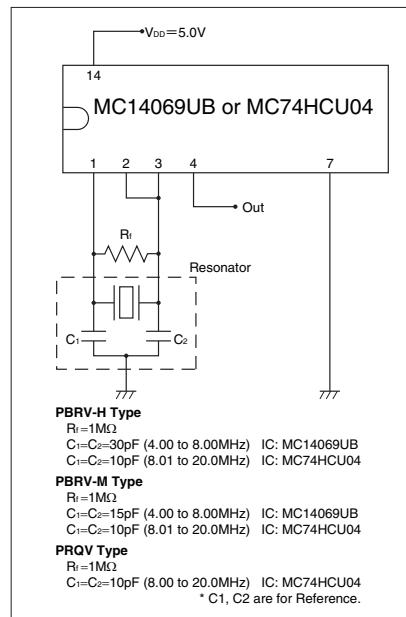 VDD=5.0V
14
MC14069UB or MC74HCU04
1 2 3 4 7
Out
Rf
Resonator
C1 C2
PBRV-H Type
Rf=1MΩ
C1=C2=30pF (4.00 to 8.00MHz) IC: MC14069UB
C1=C2=10pF (8.01 to 20.0MHz) IC: MC74HCU04
PBRV-M Type
Rf=1MΩ
C1=C2=15pF (4.00 to 8.00MHz) IC: MC14069UB
C1=C2=10pF (8.01 to 20.0MHz) IC: MC74HCU04
PRQV Type
Rf=1MΩ
C1=C2=10pF (8.00 to 20.0MHz) IC: MC74HCU04
* C1, C2 are for Reference.